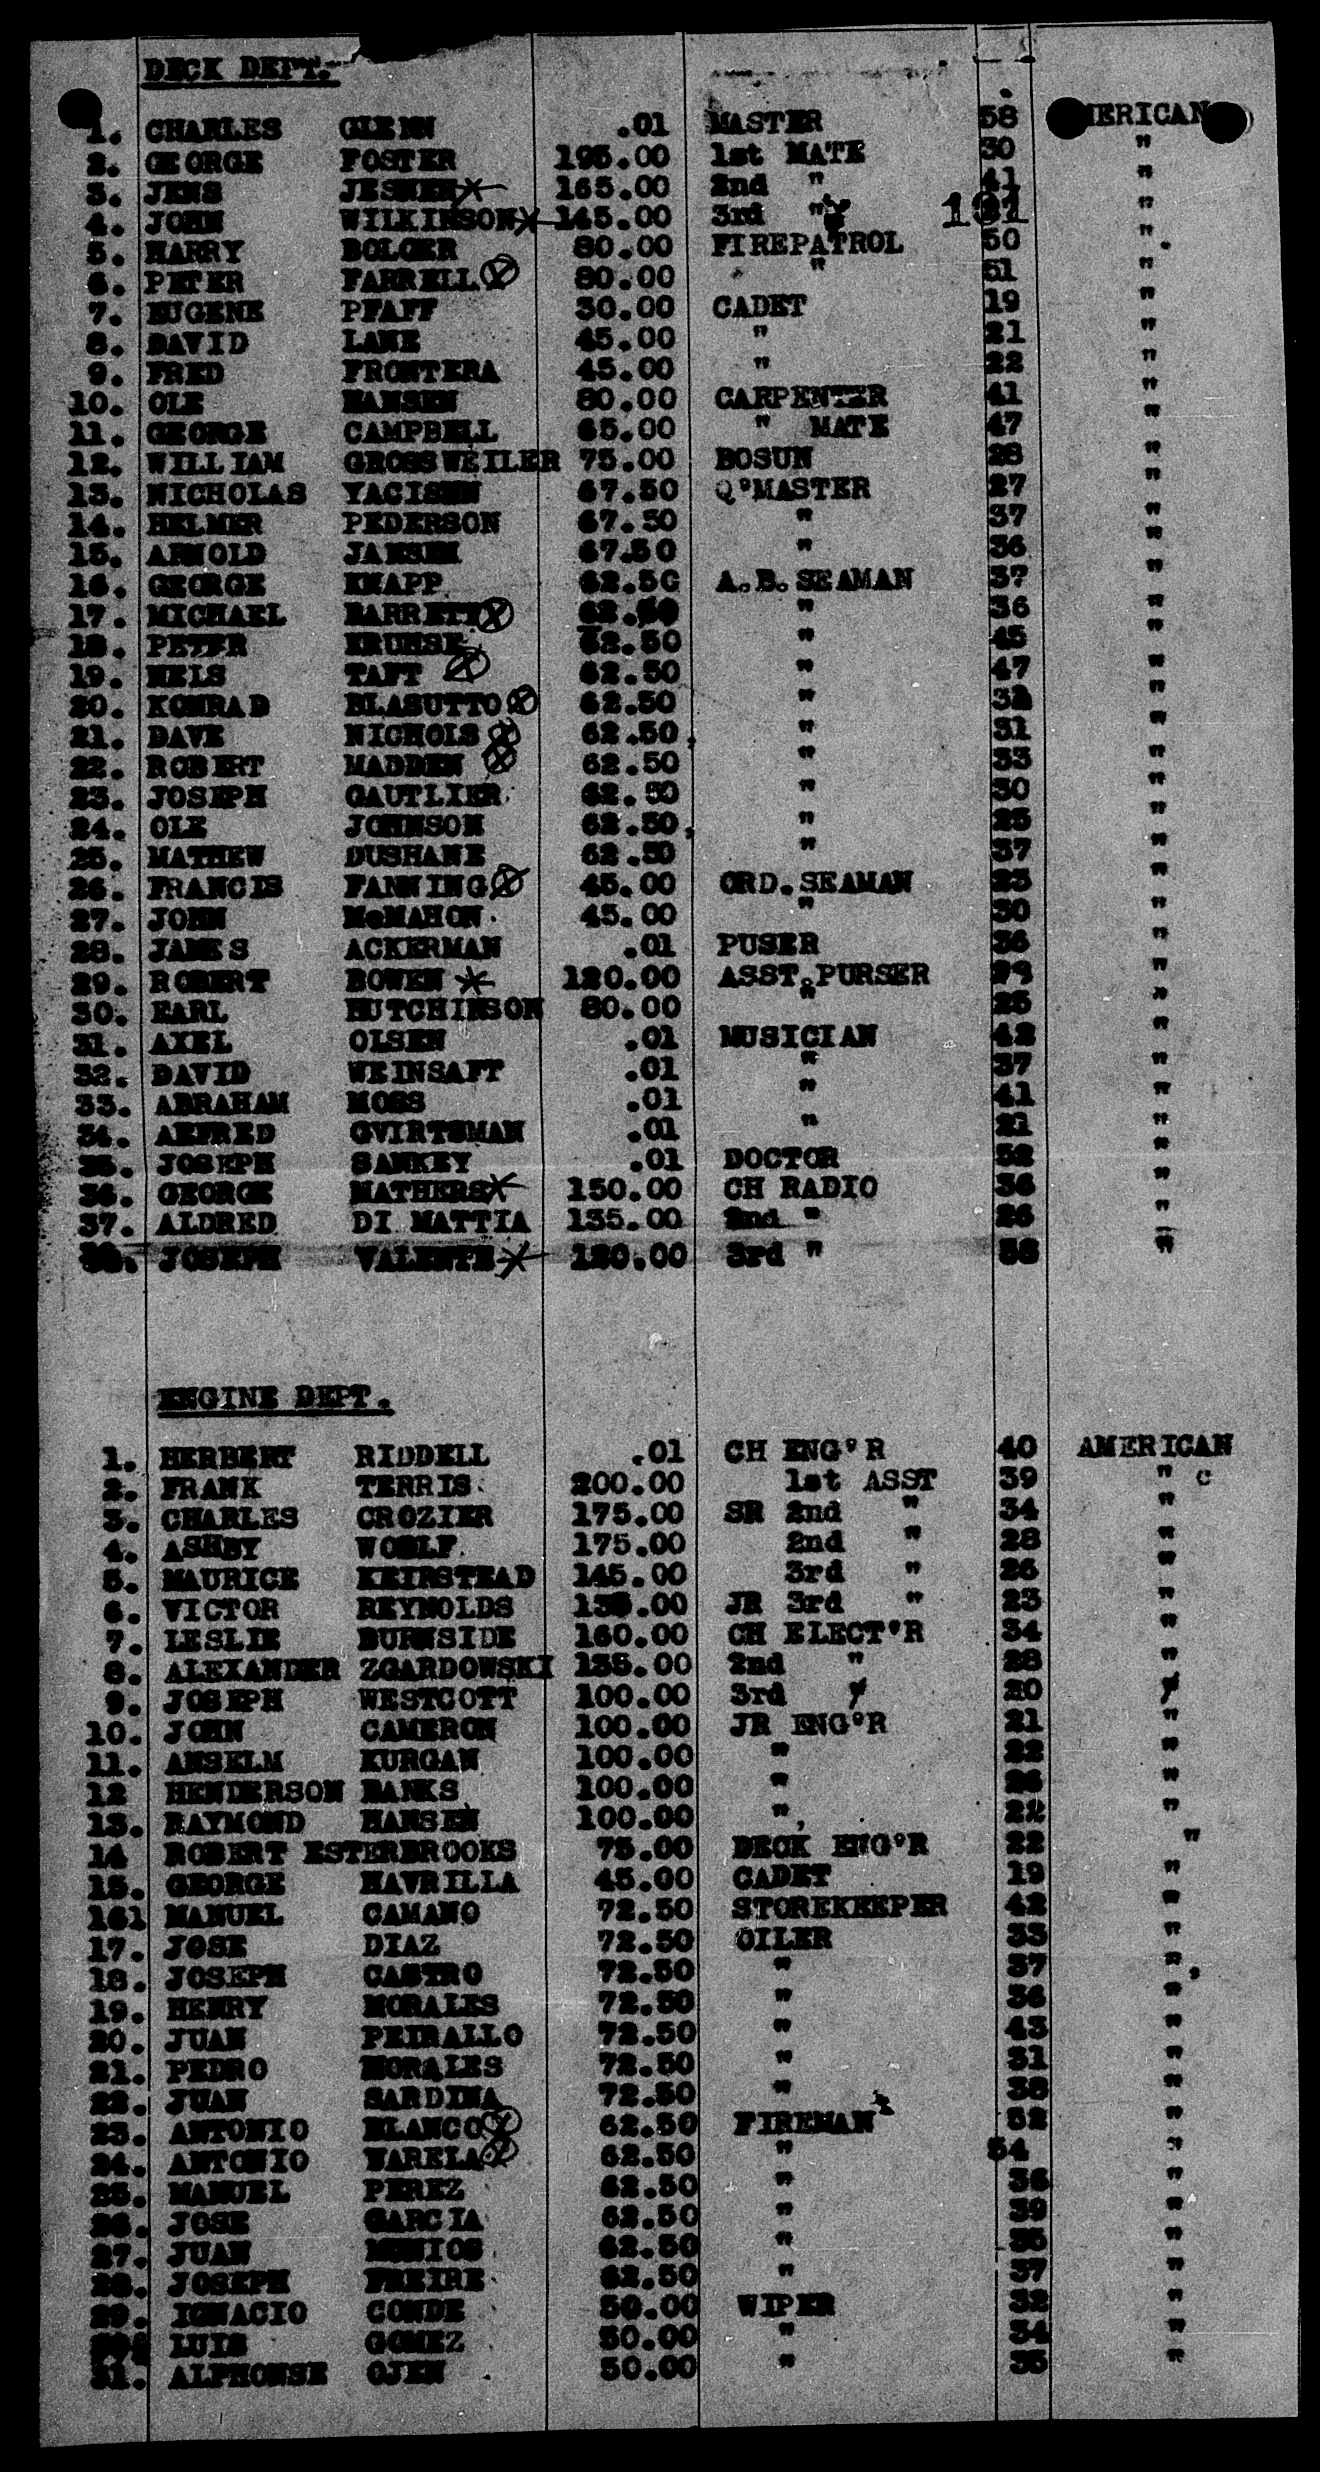 DECK DEPT.
1. CHARLES GLENN .01 MASTER 58 AMERICAN
2. GEORGE FOSTER 195.00 1st MATE 30 "
3. JENS JESMER 165.00 2nd " 41 "
4. JOHN WILKINSON 145.00 3rd " 131 "
5. HARRY BOLGER 80.00 FIREPATROL 50 "
6. PETER FARRELL 80.00 " 51 "
7. EUGENE PFAFF 30.00 CADET 19 "
8. DAVID LANE 45.00 " 21 "
9. FRED FRONTERA 45.00 " 22 "
10. OLE HANSEN 80.00 CARPENTER 41 "
11. GEORGE CAMPBELL 65.00 " MATE 47 "
12. WILLIAM GROSSWEILER 75.00 BOSUN 28 "
13. NICHOLAS YACISHN 67.50 Q'MASTER 27 "
14. HELMER PEDERSON 67.50 " 37 "
15. ARNOLD JANSEN 67.50 " 36 "
16. GEORGE KNAPP 62.50 A.B.SEAMAN 37 "
17. MICHAEL BARRETT 62.50 " 36 "
18. PETER KRUHSE 62.50 " 45 "
19. NELS TAFT 62.50 " 47 "
20. KONRAD BLASUTTO 62.50 " "
21. DAVE NICHOLS 62.50 " 31 "
22. ROBERT MADDEN 62.50 " 33 "
23. JOSEPH GAUTLIER 62.50 " 30 "
24. OLE JOHNSON 62.50 " 25 "
25. MATHEW DUSHANE 62.50 " 37 "
26. FRANCIS FANNING 45.00 ORD.SEAMAN 23 "
27. JOHN McMAHON 45.00 " 30 "
28. JAMES ACKERMAN .01 PUSER 36 "
29. ROBERT BOWEN 120.00 ASST.PURSER "
30. EARL HUTCHINSON 80.00 " 25 "
31. AXEL OLSEN .01 MUSICIAN 42 "
32. DAVID WEINSAFT .01 " 37 "
33. ABRAHAM MOSS .01 " 41 "
34. AEFRED GVIRTSMAN .01 " 21 "
35. JOSEPH SANKEY .01 DOCTOR 52 "
36. GEORGE MATHERS 150.00 CH RADIO 36 "
37. ALDRED DI MATTIA 135.00 2nd " 26 "
38. JOSEPH VALENTE 120.00 3rd " "
ENGINE DEPT.
1. HERBERT RIDDELL .01 CH ENG'R 40 AMERICAN
2. FRANK TERRIS 200.00 1st ASST 39 " C
3. CHARLES CROZIER 175.00 SR 2nd " 34 "
4. ASHBY WOOLF 175.00 2nd " 28 "
5. MAURICE KEIRSTEAD 145.00 3rd " 26 "
6. VICTOR REYNOLDS 135.00 JR 3rd " 23 "
7. LESLIE BURNSIDE 160.00 CH ELECT'R 34 "
8. ALEXANDER ZGARDOWSKI 135.00 2nd " 28 "
9. JOSEPH WESTCOTT 100.00 3rd " 20 "
10. JOHN CAMERON 100.00 JR ENG'R 21 "
11. ANSELM KURGAN 100.00 " 22 "
12 HENDERSON BANKS 100.00 " 26 "
13. RAYMOND HANSEN 100.00 " 22 "
14 ROBERT ESTERBROOKS 75.00 DECK ENG'R 22 "
15. GEORGE HAVRILLA 45.00 CADET 19 "
161 MANUEL CAMANO 72.50 STOREKEEPER 42 "
17. JOSE DIAZ 72.50 OILER 33 "
18. JOSEPH CASTRO 72.50 " 37 ",
19. HENRY MORALES 72.50 " 36 "
20. JUAN PEIRALLO 72.50 " 43 "
21. PEDRO MORALES 72.50 " 31 "
22. JUAN SARDINA 72.50 " 38 "
23. ANTONIO BLANCO 62.50 FIREMAN 52 "
24. ANTONIO VARELA 62.50 " 54 "
25. MANUEL PEREZ 62.50 " 36 "
26. JOSE GARCIA 62.50 " 39 "
27. JUAN 62.50 " 35 "
28. JOSEPH FREIRE 62.50 " 37 "
29. IGNACIO CONDE 50.00 WIPER 32 "
LUIS GOMEZ 50.00 " 34 "
31. ALPHONSE OJEN 50.00 " 35 "